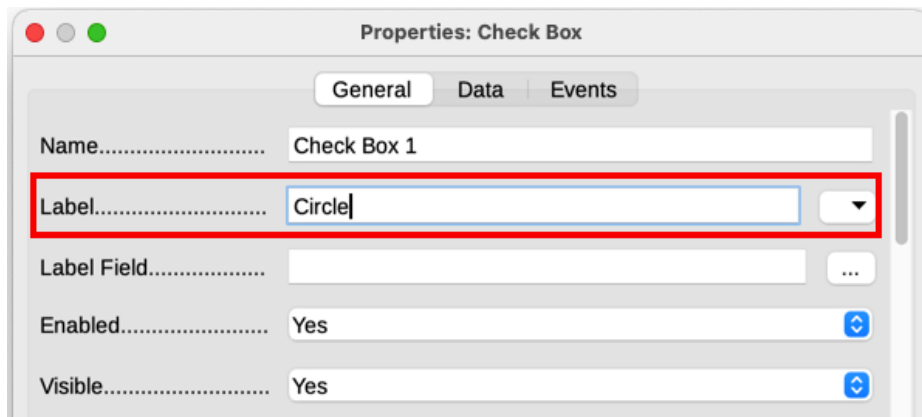 Properties: Check Box
General Data Events
Name........................... Check Box 1
Label............................ Circle
Label Field................... ...
Enabled........................ Yes
Visible........................... Yes